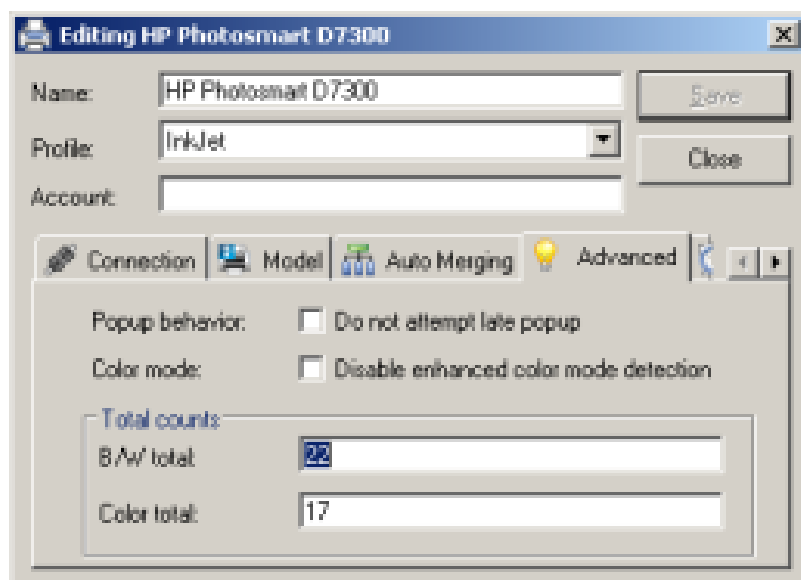 Editing HP Photosmart D7300
Name: HP Photosmart D7300
Save
Profile: InkJet
Close
Account:
Connection Model Auto Merging Advanced
Popup behavior: Do not attempt late popup
Color mode: Disable enhanced color mode detection
Total counts
B/W total: 22
Color total: 17